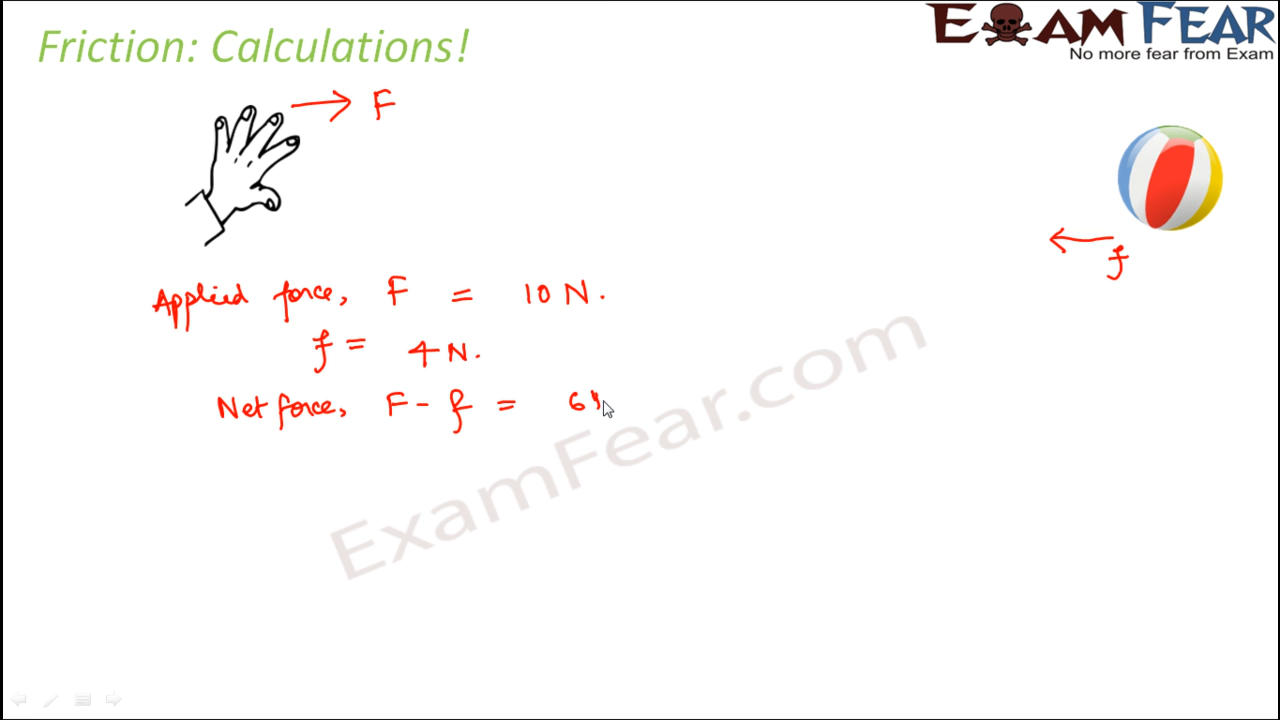 Friction: Calculations!
EXAM FEAR
No more fear from Exam
F
f
Applied force, F = 10 N.
f = 4 N.
Net force, F - f = 6
ExamFear.com